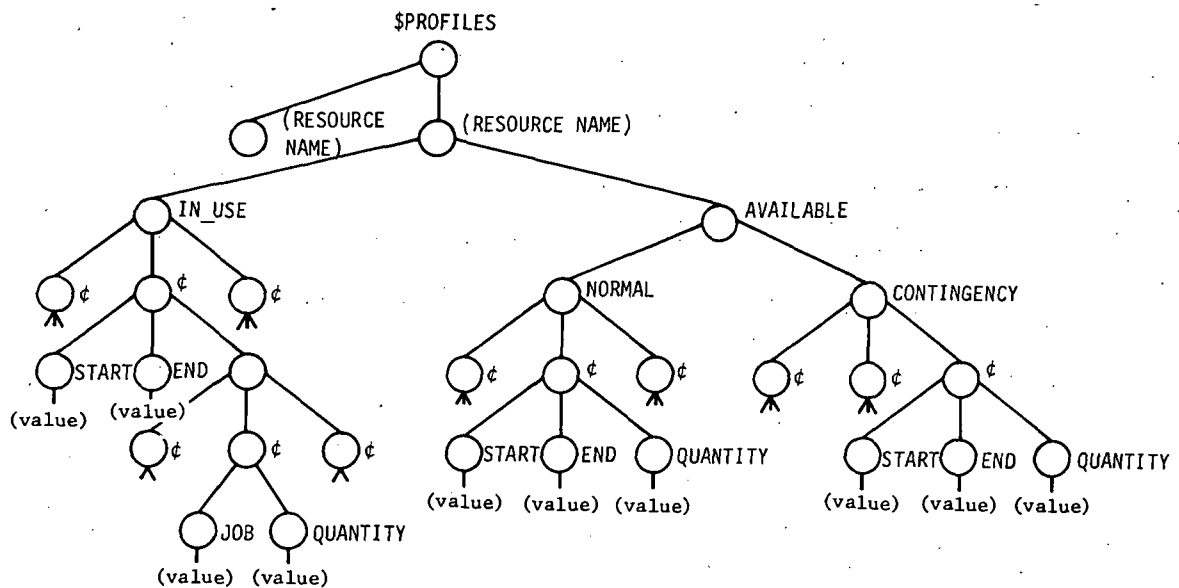 $PROFILES
(RESOURCE NAME)
(RESOURCE NAME)
IN_USE
AVAILABLE
¢ ¢ ¢
NORMAL
CONTINGENCY
START END
¢ ¢ ¢
¢ ¢ ¢
(value) (value)
¢ ¢ ¢
START END QUANTITY
START END QUANTITY
(value) (value) (value)
(value) (value) (value)
JOB QUANTITY
(value) (value)